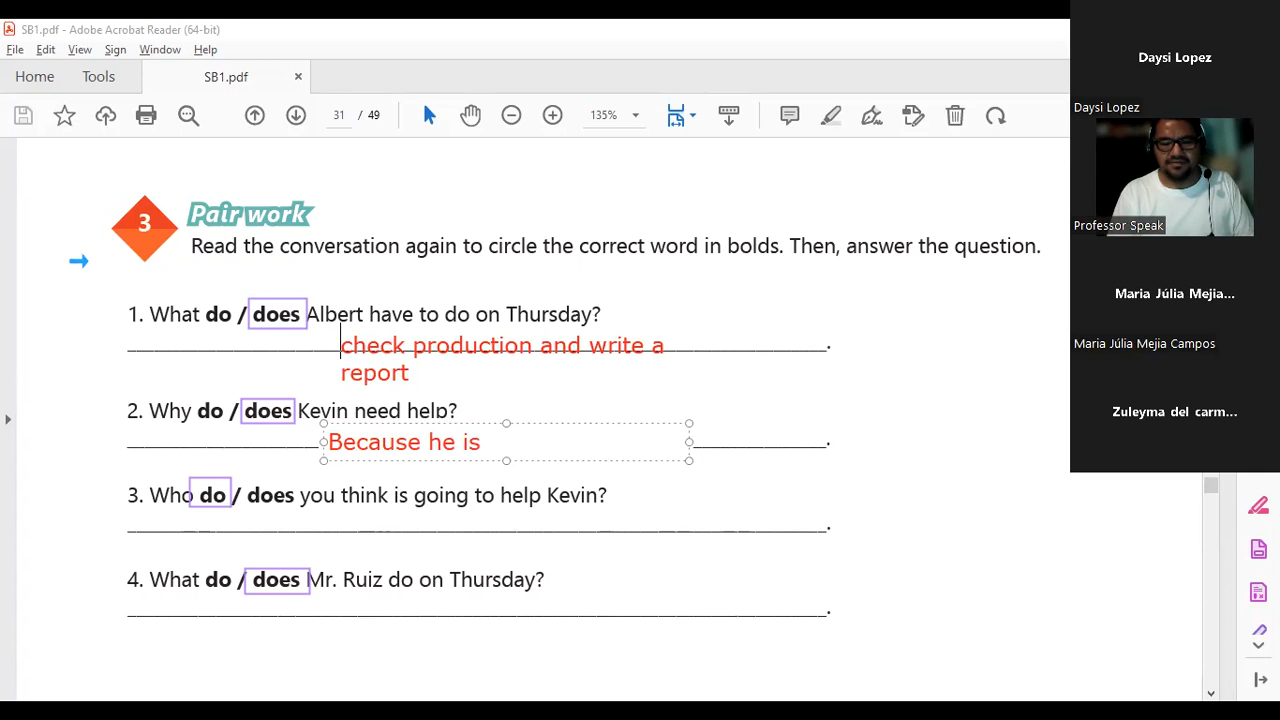 SB1.pdf - Adobe Acrobat Reader (64-bit)
File Edit View Sign Window Help
Home Tools SB1.pdf ×
31 / 49 135%
3 Pair work
Read the conversation again to circle the correct word in bolds. Then, answer the question.
1. What do / does Albert have to do on Thursday?
check production and write a
report
2. Why do / does Kevin need help?
Because he is
3. Who do / does you think is going to help Kevin?
4. What do / does Mr. Ruiz do on Thursday?
Daysi Lopez
Daysi Lopez
Professor Speak
Maria Júlia Mejia...
Maria Júlia Mejia Campos
Zuleyma del carm...